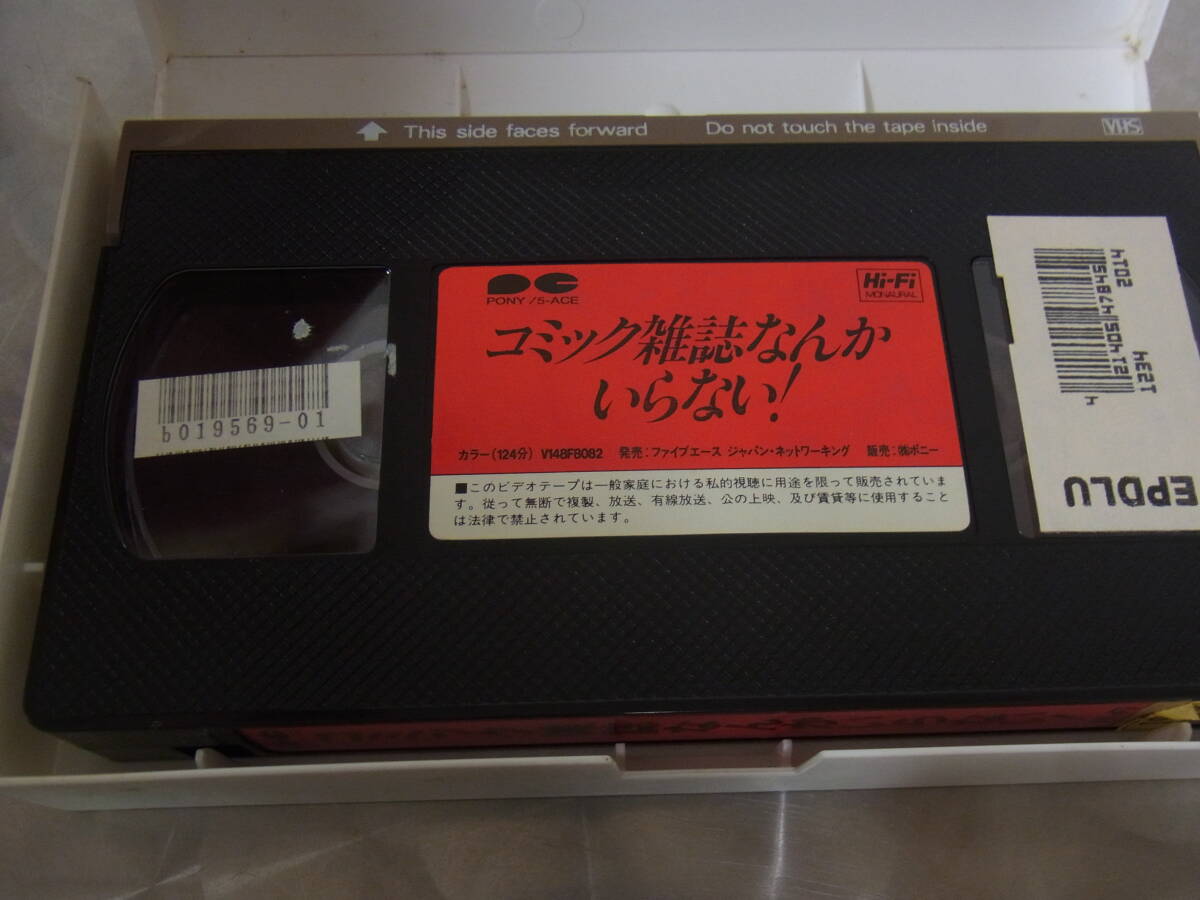 This side faces forward Do not touch the tape inside VHS
PONY /5-ACE
Hi-Fi
MONAURAL
コミック雑誌なんか
いらない!
カラー(124分) V148F8082 発売:ファイブエース ジャパン・ネットワーキング 販売:㈱ポニー
■このビデオテープは一般家庭における私的視聴に用途を限って販売されていま
す。従って無断で複製、放送、有線放送、公の上映、及び賃貸等に使用すること
は法律で禁止されています。
b019569-01
EPDLU